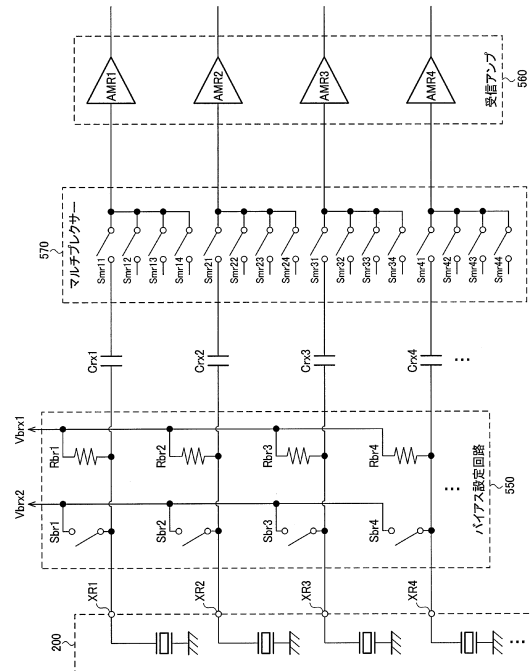 AMR1
AMR2
AMR3
AMR4
受信アンプ
560
570
マルチプレクサー
Smr11
Smr12
Smr13
Smr14
Smr21
Smr22
Smr23
Smr24
Smr31
Smr32
Smr33
Smr34
Smr41
Smr42
Smr43
Smr44
Crx1
Crx2
Crx3
Crx4
...
Vbrx1
Rbr1
Rbr2
Rbr3
Rbr4
Vbrx2
Sbr1
Sbr2
Sbr3
Sbr4
...
バイアス設定回路
550
200
XR1
XR2
XR3
XR4
...